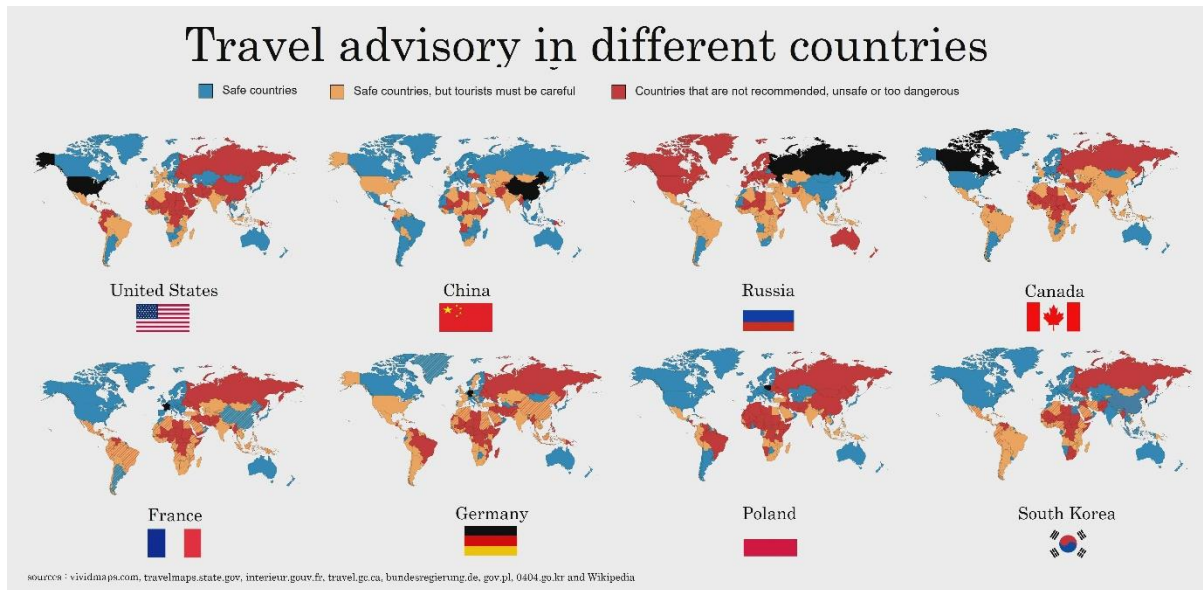 Travel advisory in different countries
Safe countries
Safe countries, but tourists must be careful
Countries that are not recommended, unsafe or too dangerous
United States
China
Russia
Canada
France
Germany
Poland
South Korea
sources : vividmaps.com, travelmaps.state.gov, interieur.gouv.fr, travel.gc.ca, bundesregierung.de, gov.pl, 0404.go.kr and Wikipedia